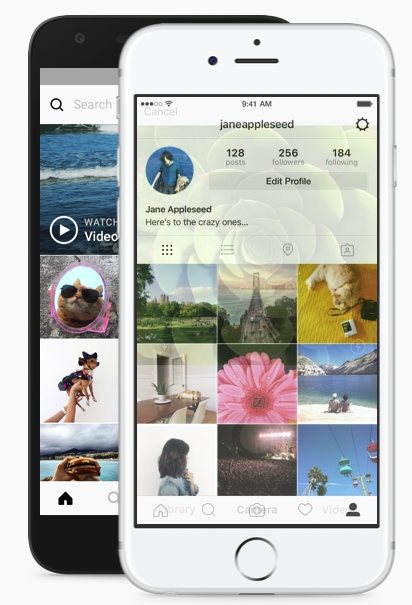 Search
WATCH
Video
9:41 AM
Cancel
janeappleseed
128 256 184
posts followers following
Edit Profile
Jane Appleseed
Here's to the crazy ones...
Library Camera Video